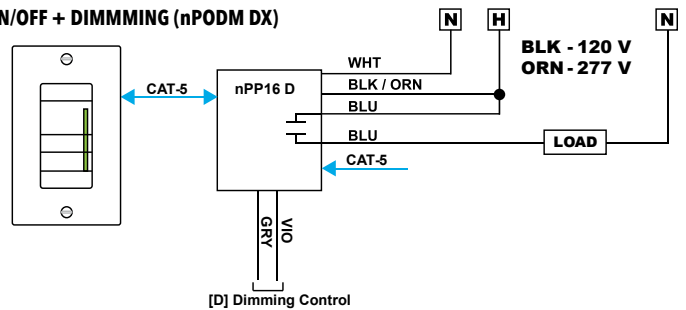 N/OFF + DIMMMING (nPODM DX)
N H N
BLK - 120 V
ORN - 277 V
WHT
CAT-5
nPP16 D
BLK / ORN
BLU
BLU
LOAD
CAT-5
VIO
GRY
[D] Dimming Control